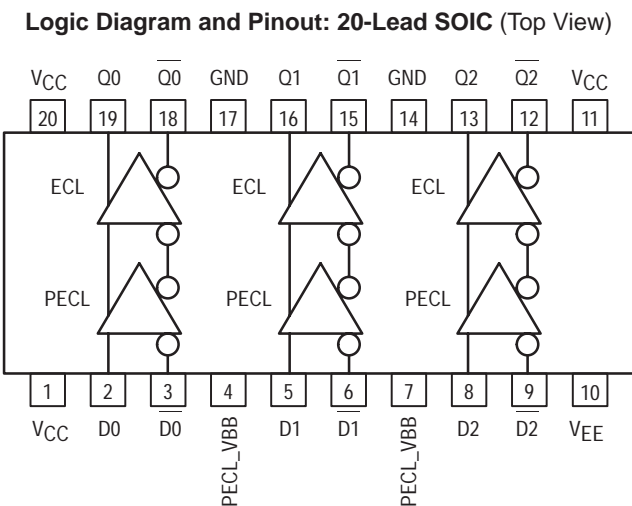 Logic Diagram and Pinout: 20-Lead SOIC (Top View)
VCC Q0 Q0 GND Q1 Q1 GND Q2 Q2 VCC
20 19 18 17 16 15 14 13 12 11
ECL ECL ECL
PECL PECL PECL
1 2 3 4 5 6 7 8 9 10
VCC D0 D0 PECL_VBB D1 D1 PECL_VBB D2 D2 VEE